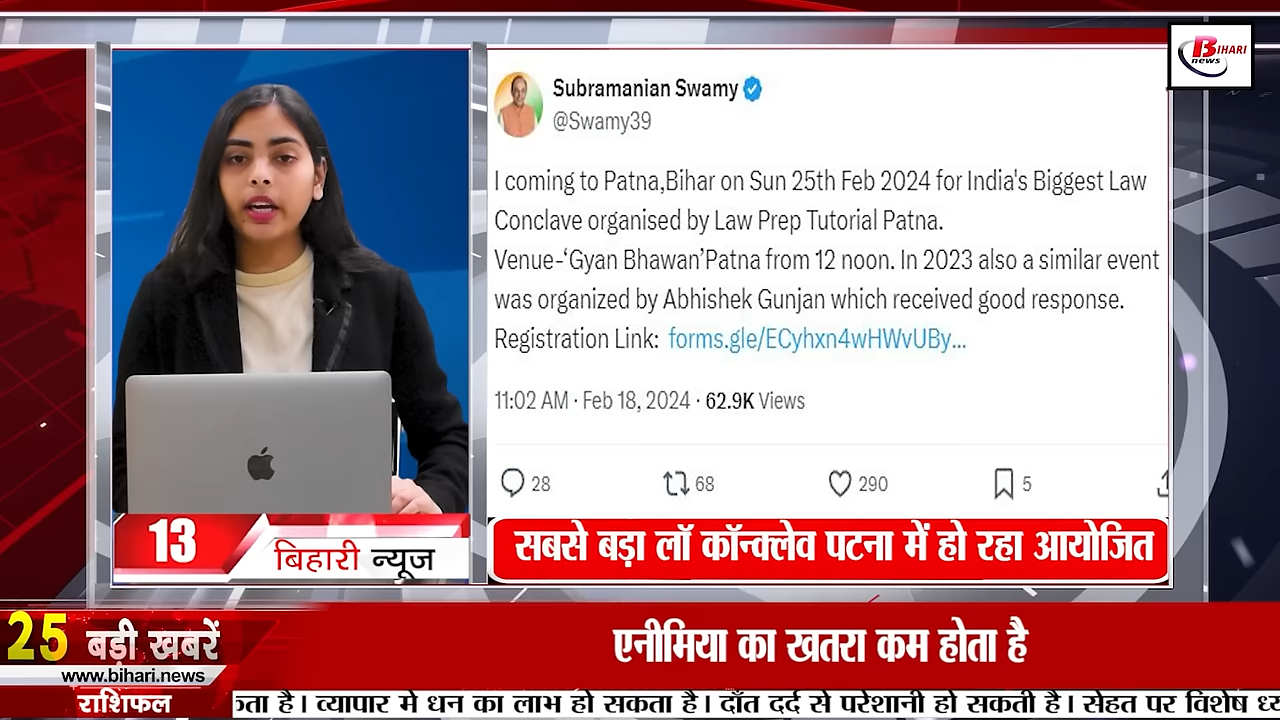 BIHARI
news
Subramanian Swamy
@Swamy39
I coming to Patna,Bihar on Sun 25th Feb 2024 for India's Biggest Law
Conclave organised by Law Prep Tutorial Patna.
Venue-‘Gyan Bhawan’Patna from 12 noon. In 2023 also a similar event
was organized by Abhishek Gunjan which received good response.
Registration Link: forms.gle/ECyhxn4wHWvUBy...
11:02 AM · Feb 18, 2024 · 62.9K Views
28 68 290 5
13
बिहारी न्यूज
सबसे बड़ा लॉ कॉन्क्लेव पटना में हो रहा आयोजित
25 बड़ी खबरें
www.bihari.news
एनीमिया का खतरा कम होता है
राशिफल
है। व्यापार मे धन का लाभ हो सकता है। दाँत दर्द से परेशानी हो सकती है। सेहत पर विशेष